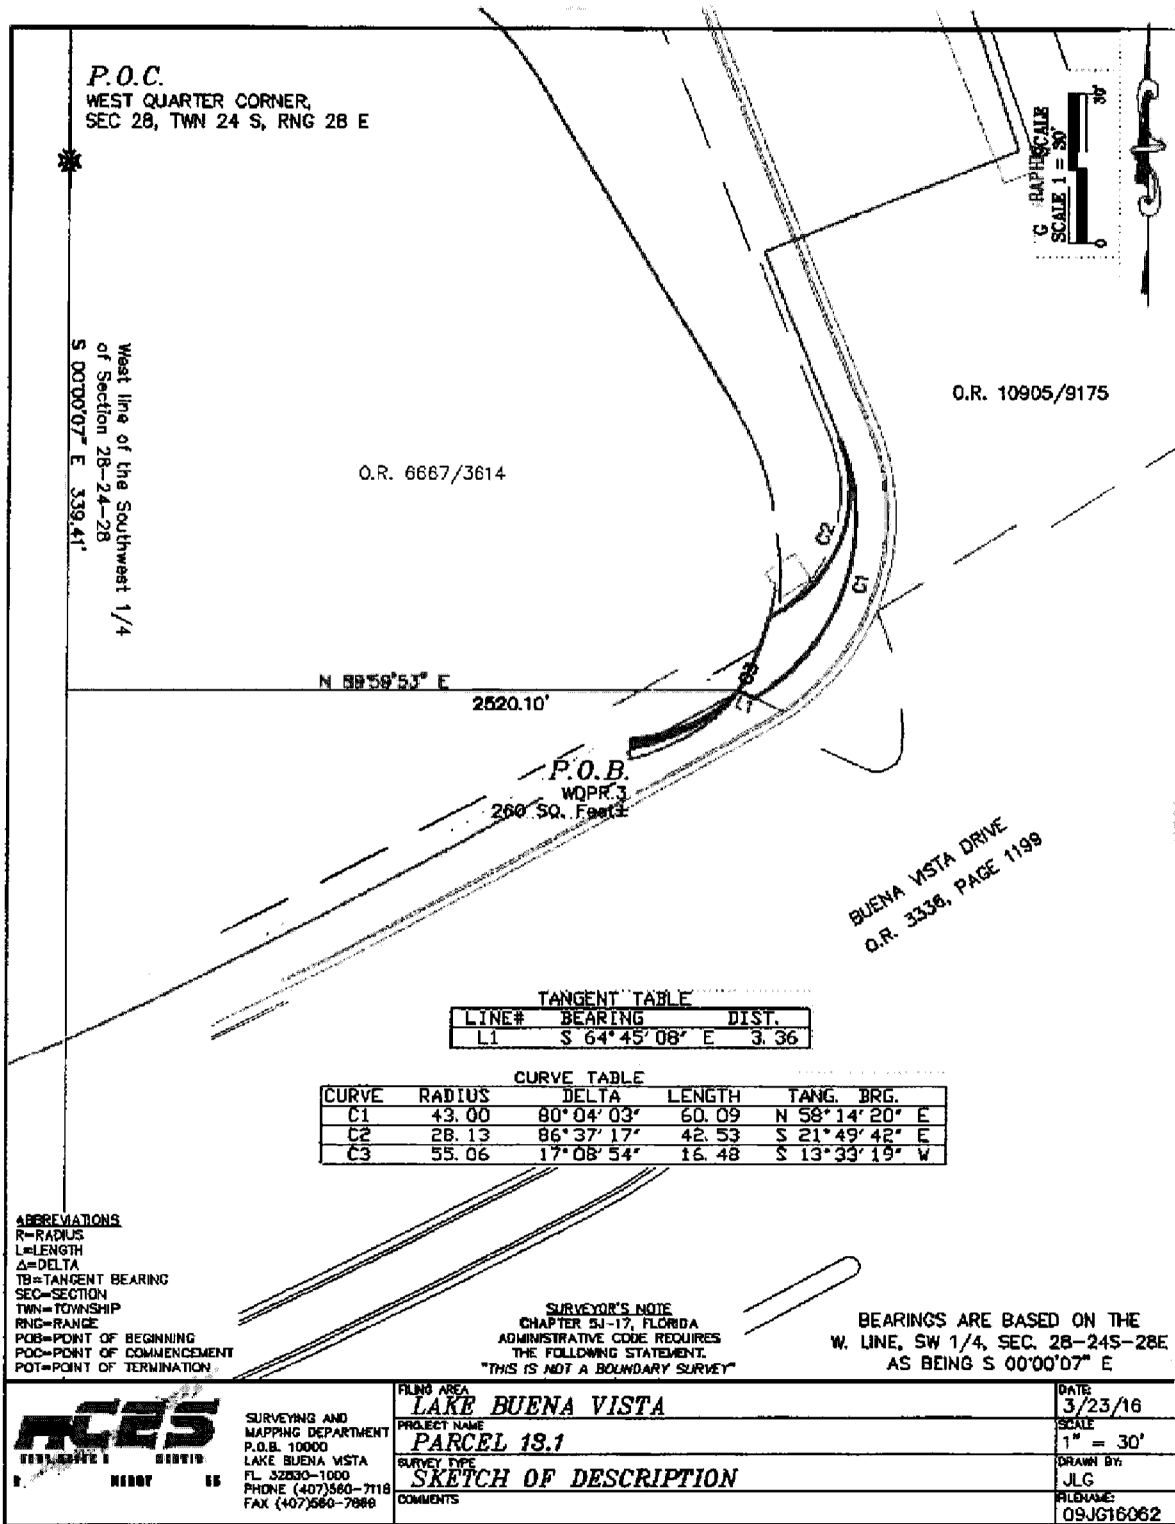 P.O.C.
WEST QUARTER CORNER,
SEC 28, TWN 24 S, RNG 28 E
G RAPHIC SCALE
SCALE 1 = 30'
0
30'
West line of the Southwest 1/4
of Section 28-24-28
S 00°00'07" E 339.41'
O.R. 10905/9175
O.R. 6667/3614
C2
C1
C3
L1
N 89°59'53" E
2520.10'
P.O.B.
WQPR.3
260 SQ. Feet±
BUENA VISTA DRIVE
O.R. 3336, PAGE 1199
TANGENT TABLE
LINE# BEARING DIST.
L1 S 64°45'08" E 3.36
CURVE TABLE
CURVE RADIUS DELTA LENGTH TANG. BRG.
C1 43.00 80°04'03" 60.09 N 58°14'20" E
C2 28.13 86°37'17" 42.53 S 21°49'42" E
C3 55.06 17°08'54" 16.48 S 13°33'19" W
ABBREVIATIONS
R=RADIUS
L=LENGTH
Δ=DELTA
TB=TANGENT BEARING
SEC=SECTION
TWN=TOWNSHIP
RNG=RANGE
POB=POINT OF BEGINNING
POC=POINT OF COMMENCEMENT
POT=POINT OF TERMINATION
SURVEYOR'S NOTE
CHAPTER 5J-17, FLORIDA
ADMINISTRATIVE CODE REQUIRES
THE FOLLOWING STATEMENT.
"THIS IS NOT A BOUNDARY SURVEY"
BEARINGS ARE BASED ON THE
W. LINE, SW 1/4, SEC. 28-24S-28E
AS BEING S 00°00'07" E
SURVEYING AND
MAPPING DEPARTMENT
P.O.B. 10000
LAKE BUENA VISTA
FL. 32830-1000
PHONE (407)560-7118
FAX (407)560-7868
FILING AREA
LAKE BUENA VISTA
PROJECT NAME
PARCEL 13.1
SURVEY TYPE
SKETCH OF DESCRIPTION
COMMENTS
DATE
3/23/16
SCALE
1" = 30'
DRAWN BY:
JLG
FILENAME:
09JG16062